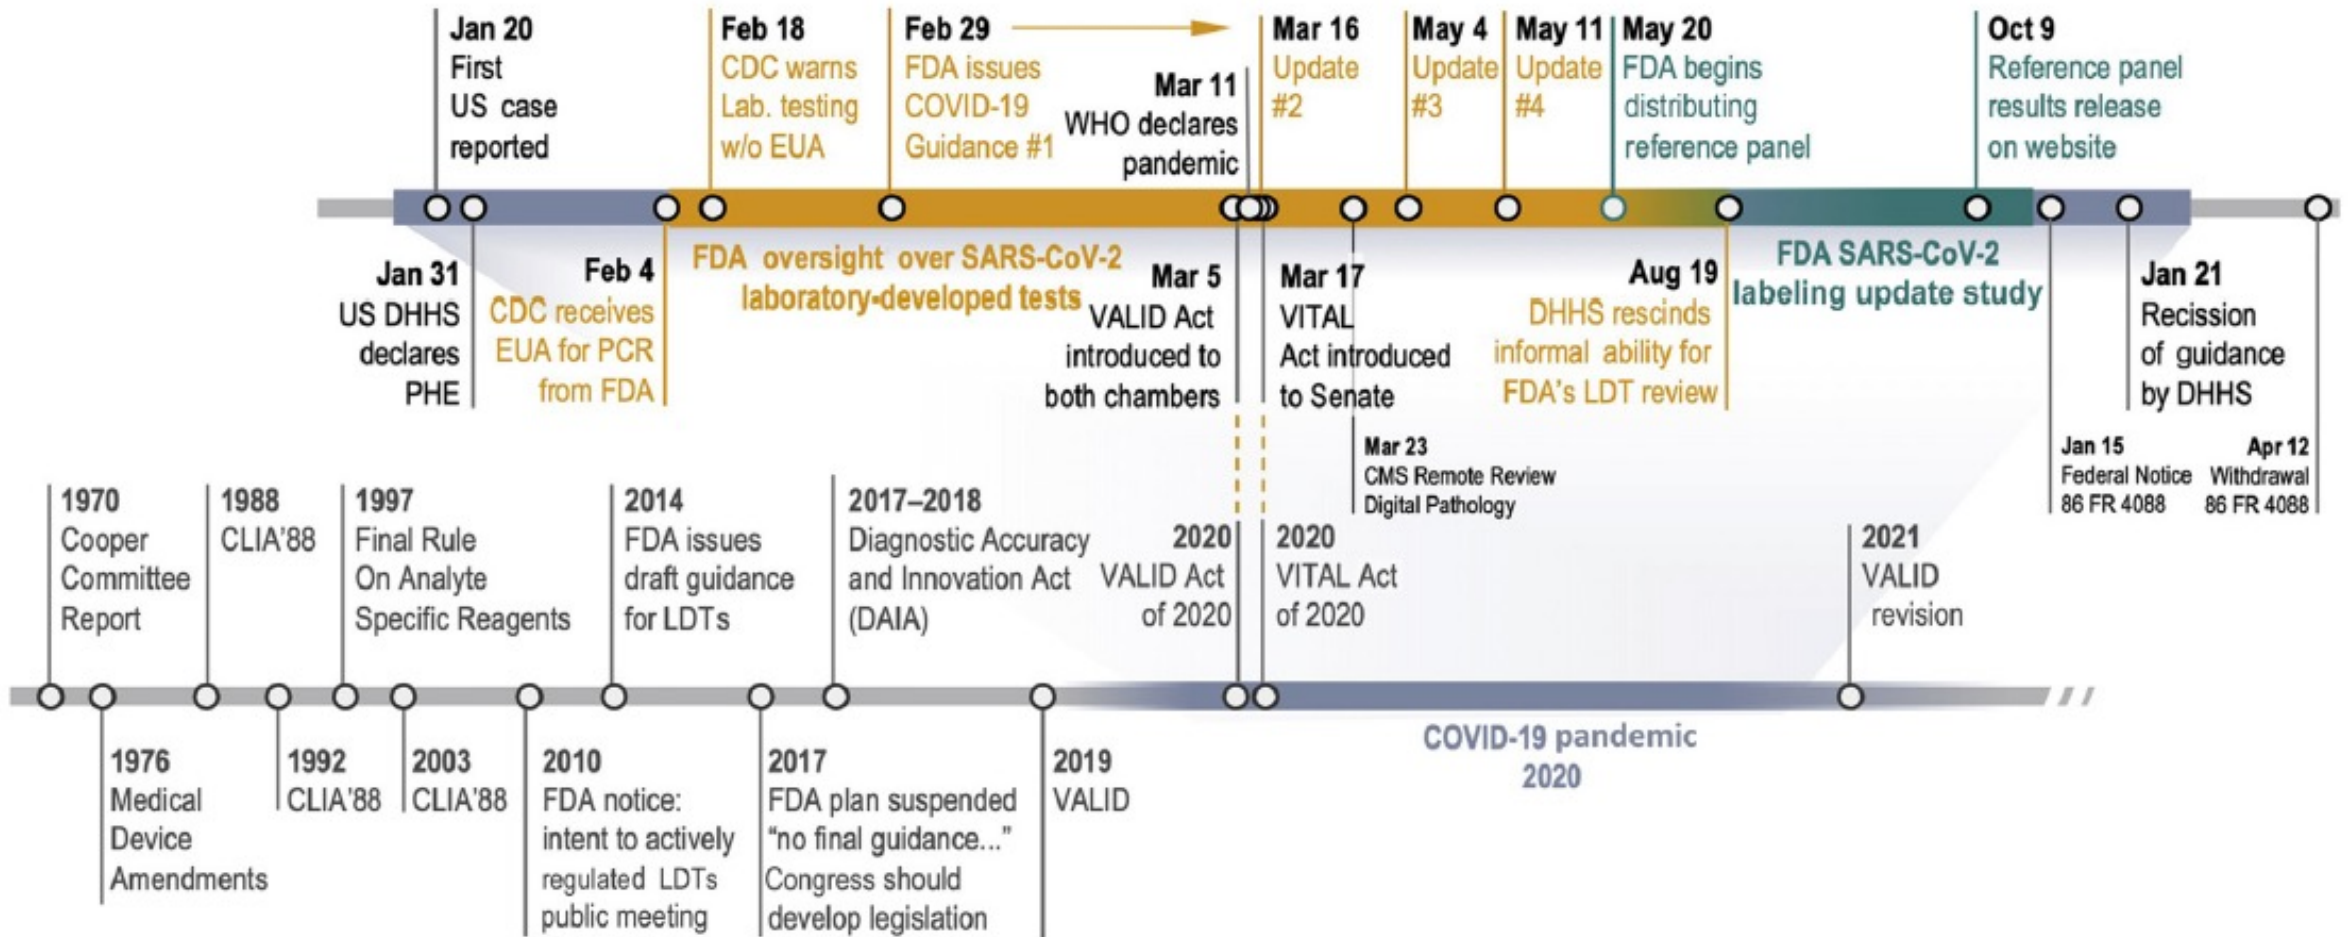 Jan 20
First
US case
reported
Feb 18
CDC warns
Lab. testing
w/o EUA
Feb 29
FDA issues
COVID-19
Guidance #1
Mar 11
WHO declares
pandemic
Mar 16
Update
#2
May 4
Update
#3
May 11
Update
#4
May 20
FDA begins
distributing
reference panel
Oct 9
Reference panel
results release
on website
Jan 31
US DHHS
declares
PHE
Feb 4
CDC receives
EUA for PCR
from FDA
FDA oversight over SARS-CoV-2
laboratory-developed tests
Mar 5
VALID Act
introduced to
both chambers
Mar 17
VITAL
Act introduced
to Senate
Mar 23
CMS Remote Review
Digital Pathology
Aug 19
DHHS rescinds
informal ability for
FDA's LDT review
FDA SARS-CoV-2
labeling update study
Jan 15
Federal Notice
86 FR 4088
Jan 21
Recission
of guidance
by DHHS
Apr 12
Withdrawal
86 FR 4088
1970
Cooper
Committee
Report
1988
CLIA'88
1997
Final Rule
On Analyte
Specific Reagents
2014
FDA issues
draft guidance
for LDTs
2017–2018
Diagnostic Accuracy
and Innovation Act
(DAIA)
2020
VALID Act
of 2020
2020
VITAL Act
of 2020
2021
VALID
revision
1976
Medical
Device
Amendments
1992
CLIA'88
2003
CLIA'88
2010
FDA notice:
intent to actively
regulated LDTs
public meeting
2017
FDA plan suspended
“no final guidance...”
Congress should
develop legislation
2019
VALID
COVID-19 pandemic
2020